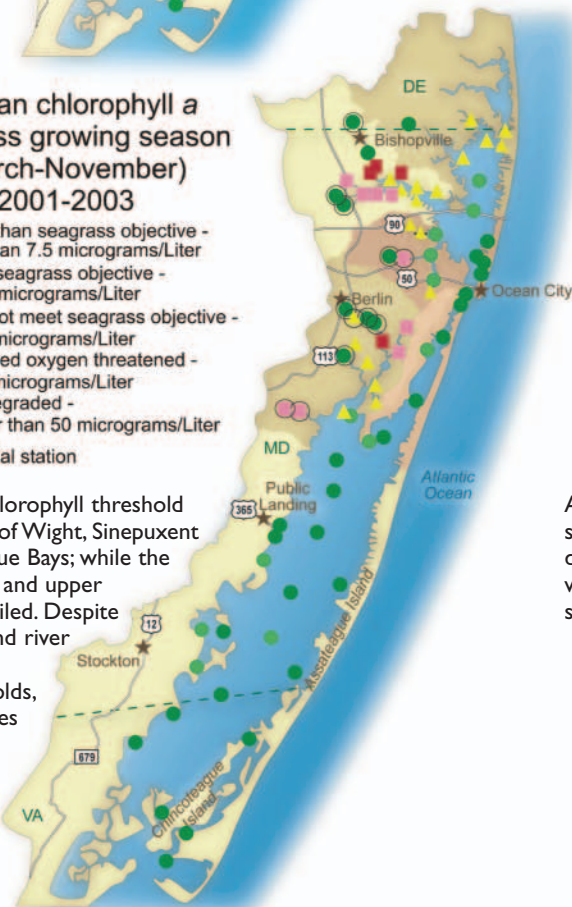 an chlorophyll a
ss growing season
rch-November)
2001-2003
than seagrass objective -
an 7.5 micrograms/Liter
seagrass objective -
micrograms/Liter
ot meet seagrass objective -
micrograms/Liter
ed oxygen threatened -
micrograms/Liter
egraded -
r than 50 micrograms/Liter
al station
DE
Bishopville
90
50
Ocean City
Berlin
113
MD
Atlantic
Ocean
Public
Landing
365
hlorophyll threshold
of Wight, Sinepuxent
ue Bays; while the
and upper
iled. Despite
nd river
olds,
es
12
Stockton
Assateague Island
679
VA
Chincoteague
Island
A
s
c
v
s